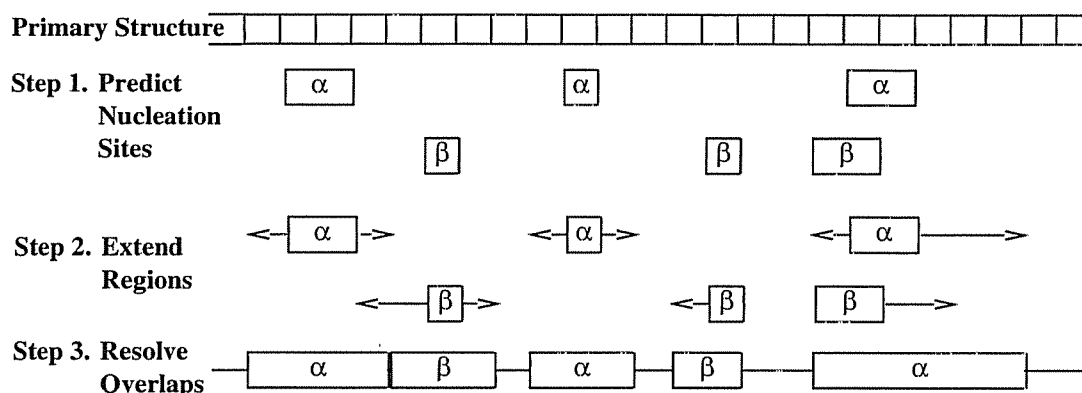 Primary Structure
Step 1. Predict
Nucleation
Sites
α α α
β β β
Step 2. Extend
Regions
α α α
β β β
Step 3. Resolve
Overlaps
α β α β α